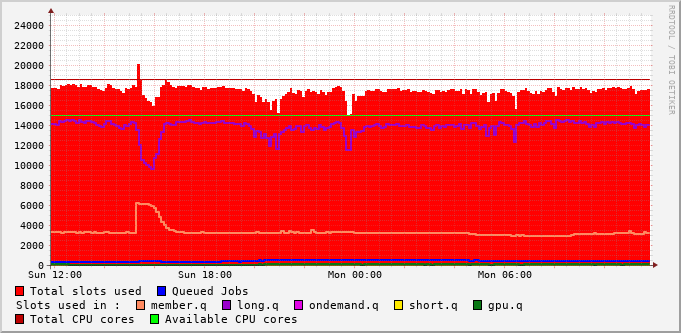 24000
22000
20000
18000
16000
14000
12000
10000
8000
6000
4000
2000
0
Sun 12:00 Sun 18:00 Mon 00:00 Mon 06:00
Total slots used Queued Jobs
Slots used in : member.q long.q ondemand.q short.q gpu.q
Total CPU cores Available CPU cores
RRDTOOL / TOBI OETIKER